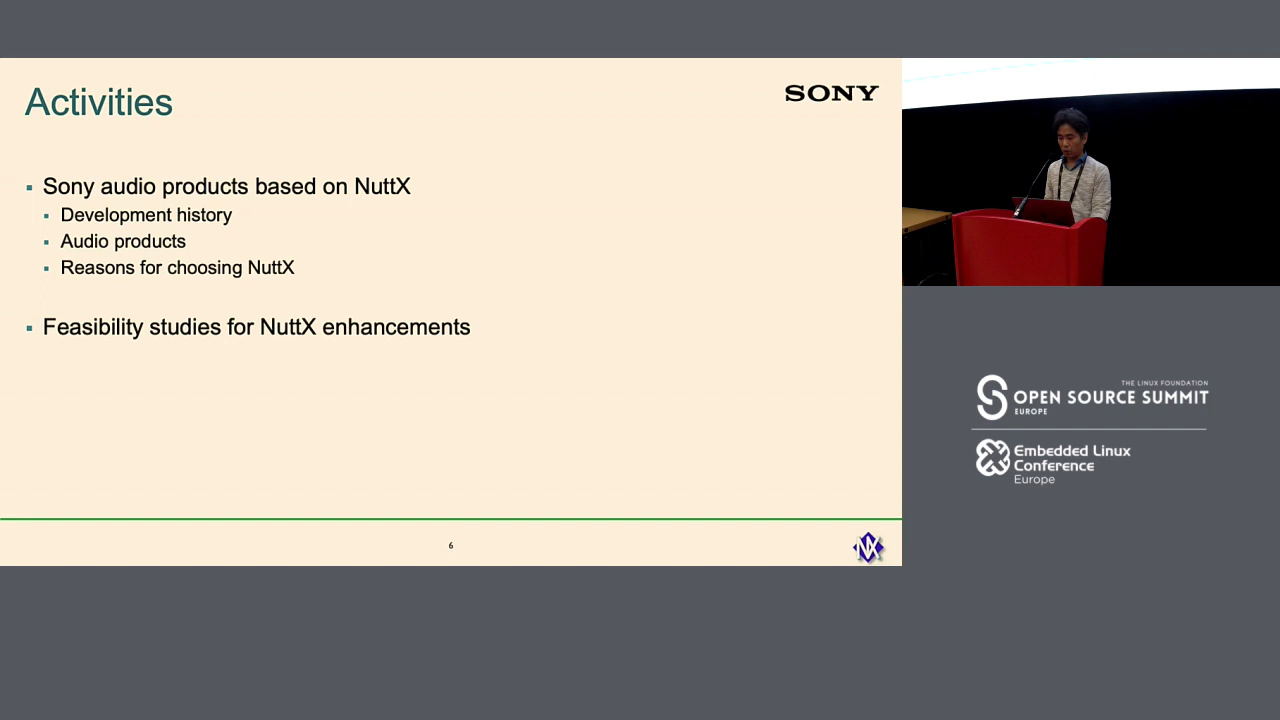 Activities
SONY
Sony audio products based on NuttX
Development history
Audio products
Reasons for choosing NuttX
Feasibility studies for NuttX enhancements
6
NX
THE LINUX FOUNDATION
OPEN SOURCE SUMMIT
EUROPE
Embedded Linux
Conference
Europe